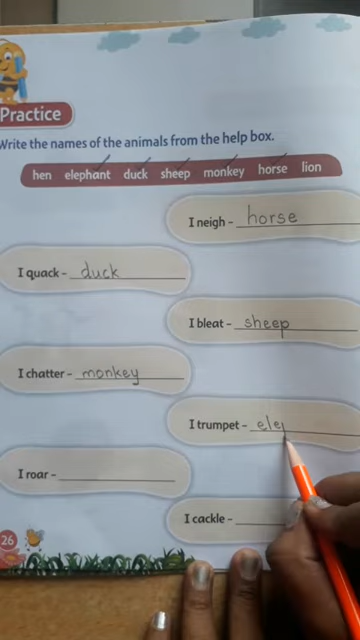 Practice
Write the names of the animals from the help box.
hen elephant duck sheep monkey horse lion
I neigh - horse
I quack - duck
I bleat - sheep
I chatter - monkey
I trumpet - ele
I roar -
I cackle -
26